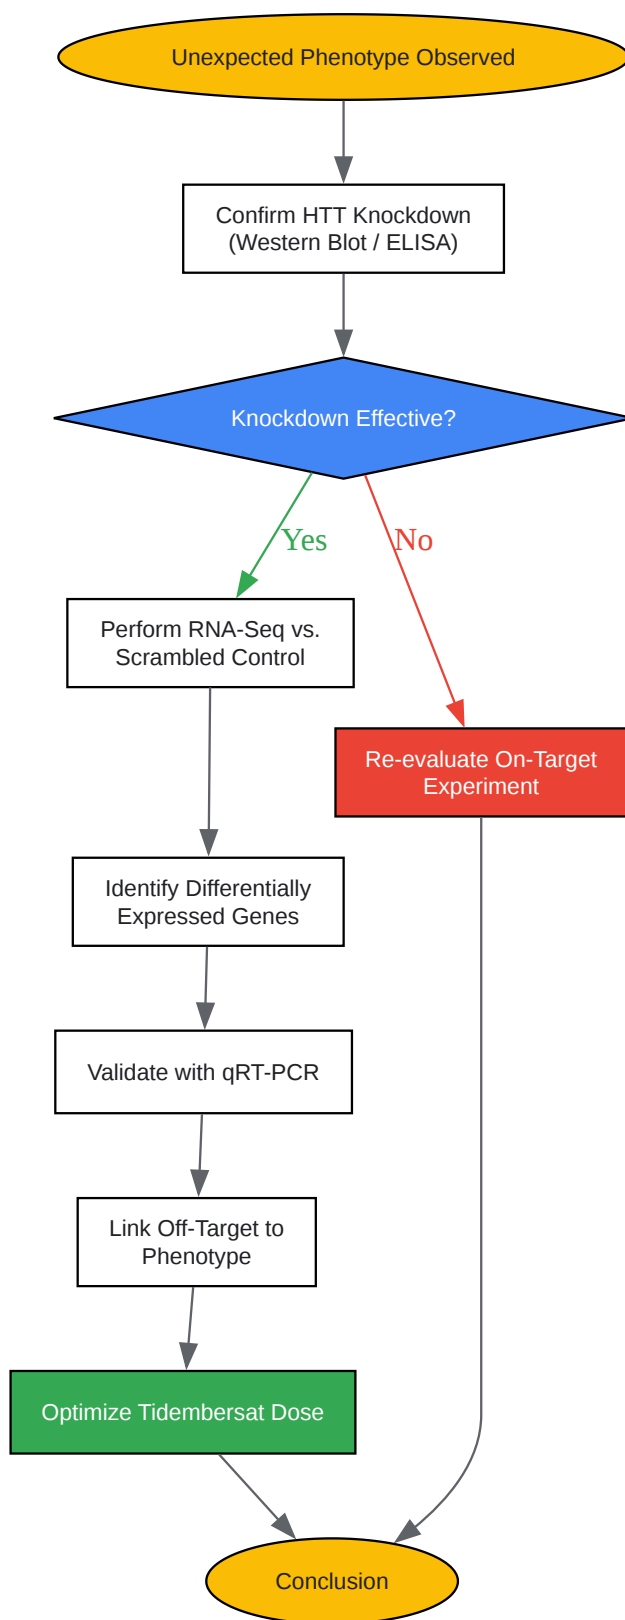 Unexpected Phenotype Observed
Confirm HTT Knockdown
(Western Blot / ELISA)
Knockdown Effective?
Yes
No
Perform RNA-Seq vs.
Scrambled Control
Re-evaluate On-Target
Experiment
Identify Differentially
Expressed Genes
Validate with qRT-PCR
Link Off-Target to
Phenotype
Optimize Tidembersat Dose
Conclusion